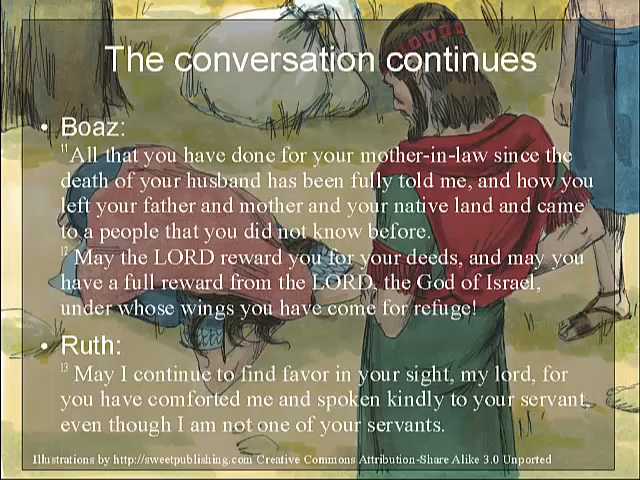 The conversation continues
• Boaz:
11All that you have done for your mother-in-law since the
death of your husband has been fully told me, and how you
left your father and mother and your native land and came
to a people that you did not know before.
12 May the LORD reward you for your deeds, and may you
have a full reward from the LORD, the God of Israel,
under whose wings you have come for refuge!
• Ruth:
13 May I continue to find favor in your sight, my lord, for
you have comforted me and spoken kindly to your servant,
even though I am not one of your servants.
Illustrations by http://sweetpublishing.com Creative Commons Attribution-Share Alike 3.0 Unported